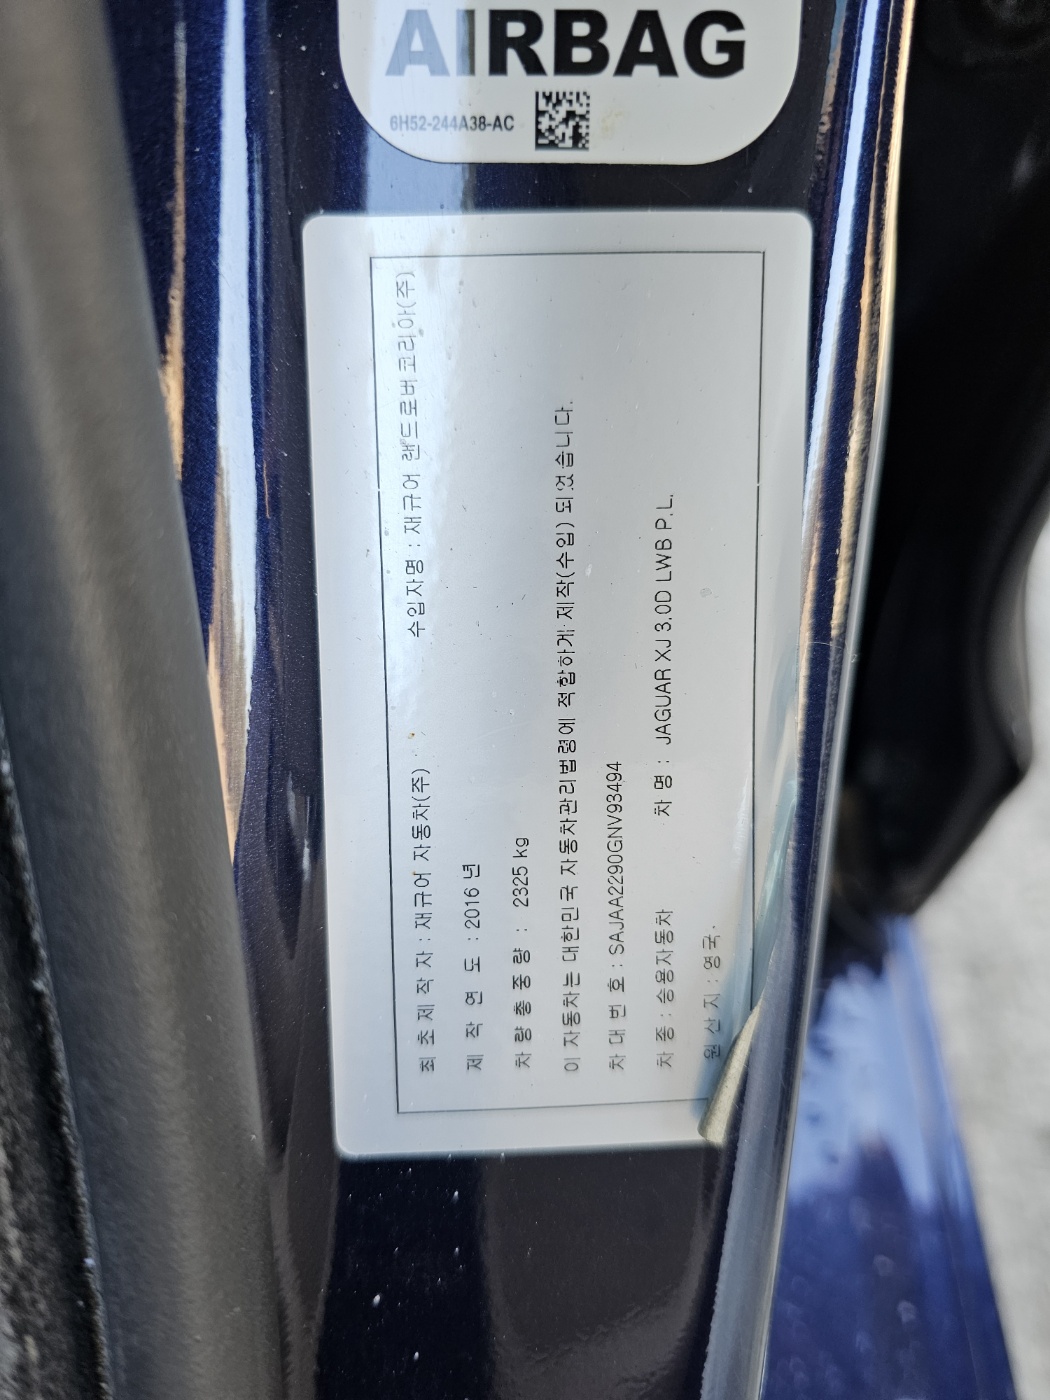 AIRBAG
6H52-244A38-AC
최 초 제 작 자 : 재규어 자동차(주) 수입자명 : 재규어 랜드로버 코리아(주)
제 작 연 도 : 2016 년
차 량 총 중 량 : 2325 kg
이 자동차는 대한민국 자동차관리법령에 적합하게 제작(수입) 되었습니다.
차 대 번 호 : SAJAA2290GNV93494
차 종 : 승용자동차 차 명 : JAGUAR XJ 3.0D LWB P.L.
원 산 지 : 영국.